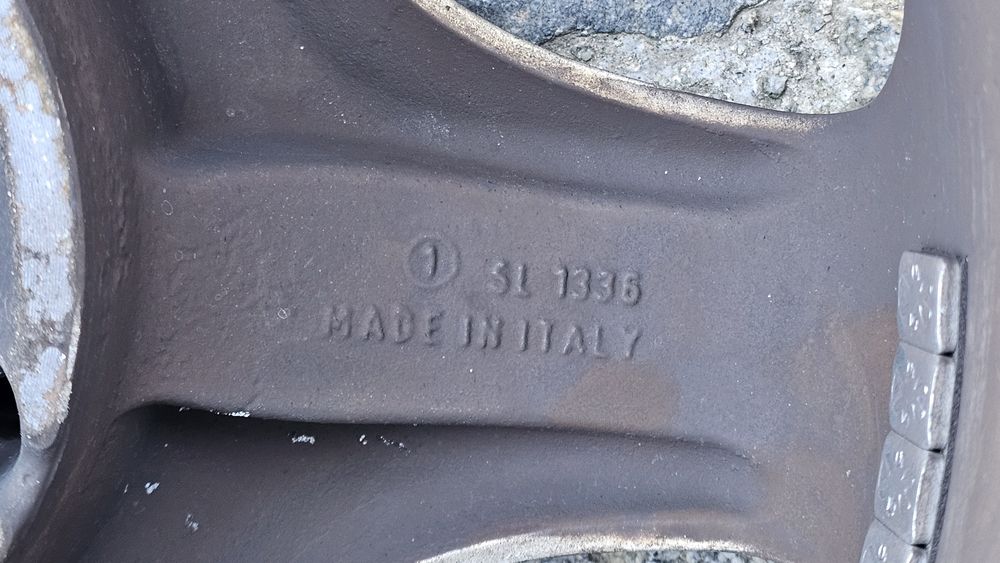 ① SL 1336
MADE IN ITALY